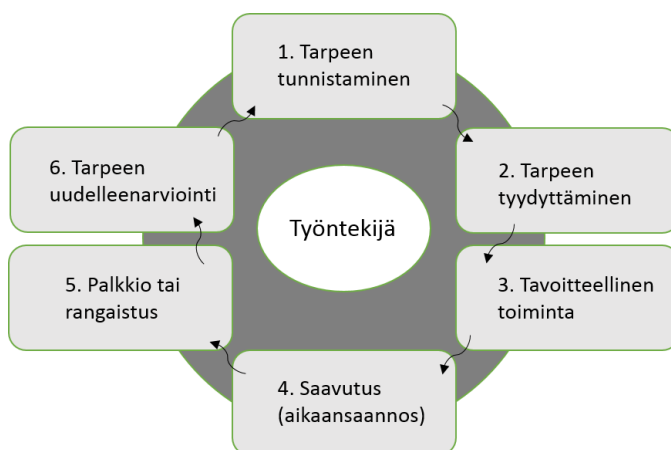 1. Tarpeen
tunnistaminen
2. Tarpeen
tyydyttäminen
3. Tavoitteellinen
toiminta
4. Saavutus
(aikaansaannos)
5. Palkkio tai
rangaistus
6. Tarpeen
uudelleenarviointi
Työntekijä